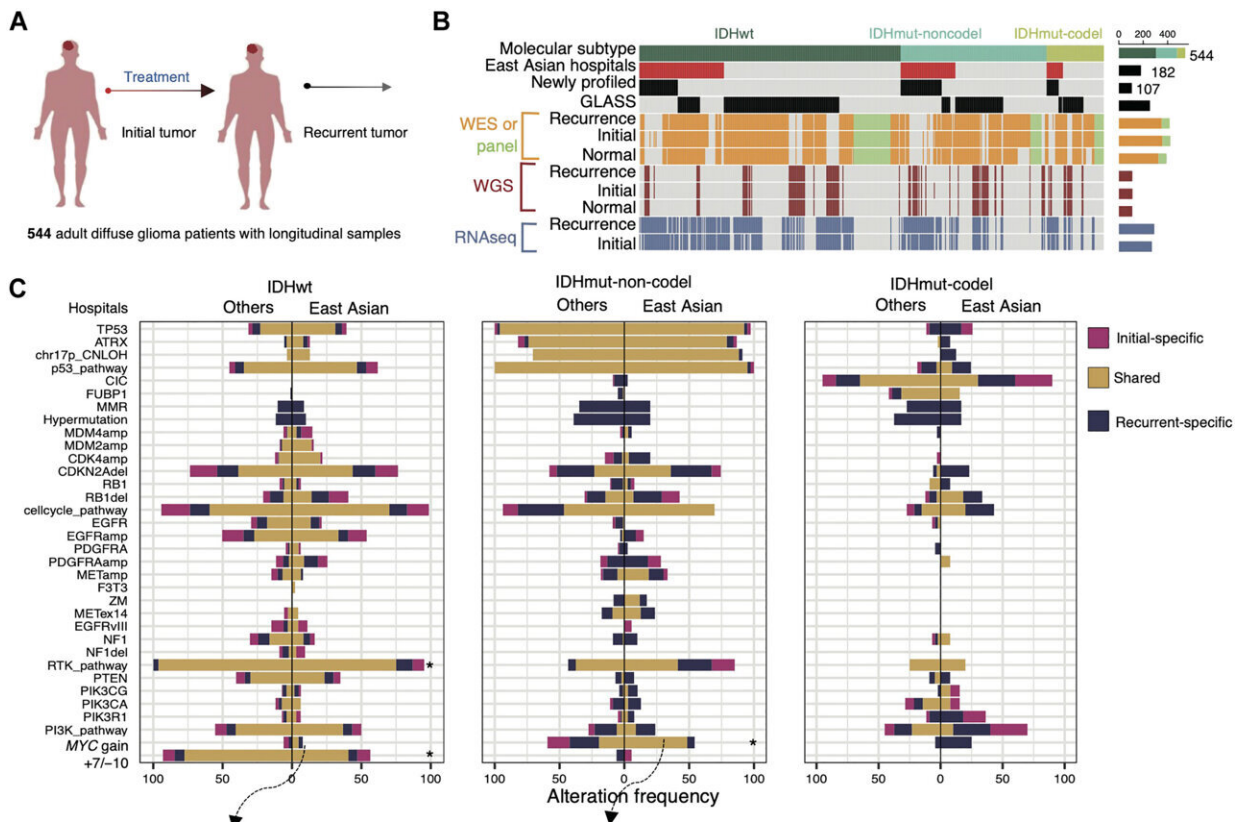 A
Treatment
Initial tumor
Recurrent tumor
544 adult diffuse glioma patients with longitudinal samples
B
IDHwt
IDHmut-noncodel
IDHmut-codel
0 200 400
Molecular subtype
544
East Asian hospitals
182
Newly profiled
107
GLASS
WES or
panel
Recurrence
Initial
Normal
WGS
Recurrence
Initial
Normal
RNAseq
Recurrence
Initial
C
Hospitals
IDHwt
Others East Asian
IDHmut-non-codel
Others East Asian
IDHmut-codel
Others East Asian
TP53
ATRX
chr17p_CNLOH
p53_pathway
CIC
FUBP1
MMR
Hypermutation
MDM4amp
MDM2amp
CDK4amp
CDKN2Adel
RB1
RB1del
cellcycle_pathway
EGFR
EGFRamp
PDGFRA
PDGFRAamp
METamp
F3T3
ZM
METex14
EGFRvIII
NF1
NF1del
RTK_pathway *
PTEN
PIK3CG
PIK3CA
PIK3R1
PI3K_pathway
MYC gain *
+7/−10 *
100 50 0 50 100
100 50 0 50 100
100 50 0 50 100
Alteration frequency
Initial-specific
Shared
Recurrent-specific